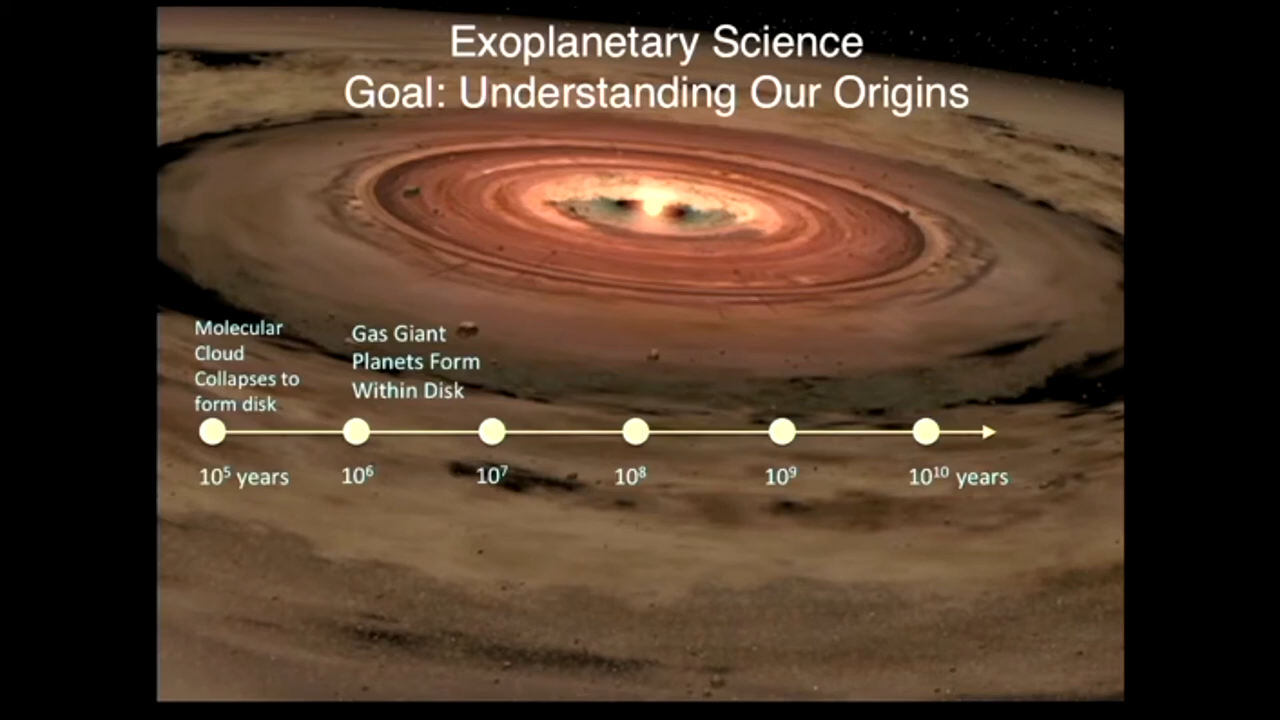 Exoplanetary Science
Goal: Understanding Our Origins
Molecular
Cloud
Collapses to
form disk
Gas Giant
Planets Form
Within Disk
10⁵ years
10⁶
10⁷
10⁸
10⁹
10¹⁰ years